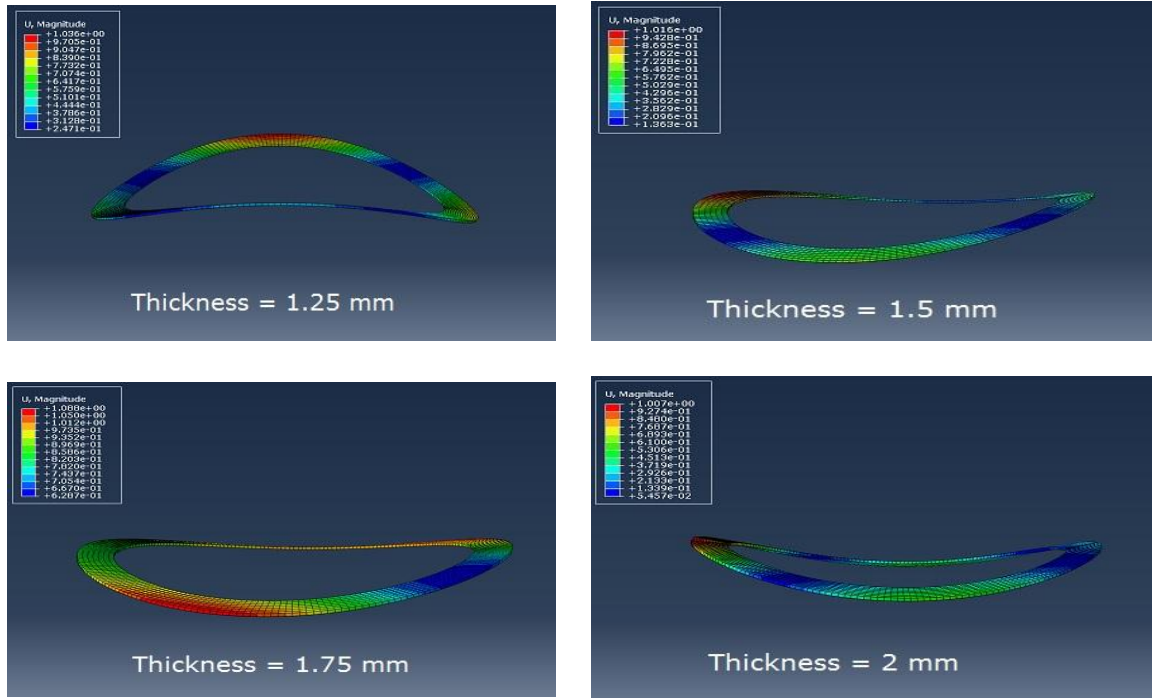 U, Magnitude
+1.036e+00
+9.705e-01
+9.047e-01
+8.390e-01
+7.732e-01
+7.074e-01
+6.417e-01
+5.759e-01
+5.101e-01
+4.444e-01
+3.786e-01
+3.128e-01
+2.471e-01
Thickness = 1.25 mm
U, Magnitude
+1.016e+00
+9.428e-01
+8.695e-01
+7.962e-01
+7.228e-01
+6.495e-01
+5.762e-01
+5.029e-01
+4.296e-01
+3.562e-01
+2.829e-01
+2.096e-01
+1.363e-01
Thickness = 1.5 mm
U, Magnitude
+1.088e+00
+1.050e+00
+1.012e+00
+9.735e-01
+9.352e-01
+8.969e-01
+8.586e-01
+8.203e-01
+7.820e-01
+7.437e-01
+7.054e-01
+6.670e-01
+6.287e-01
Thickness = 1.75 mm
U, Magnitude
+1.007e+00
+9.274e-01
+8.480e-01
+7.687e-01
+6.893e-01
+6.100e-01
+5.306e-01
+4.513e-01
+3.719e-01
+2.926e-01
+2.133e-01
+1.339e-01
+5.457e-02
Thickness = 2 mm